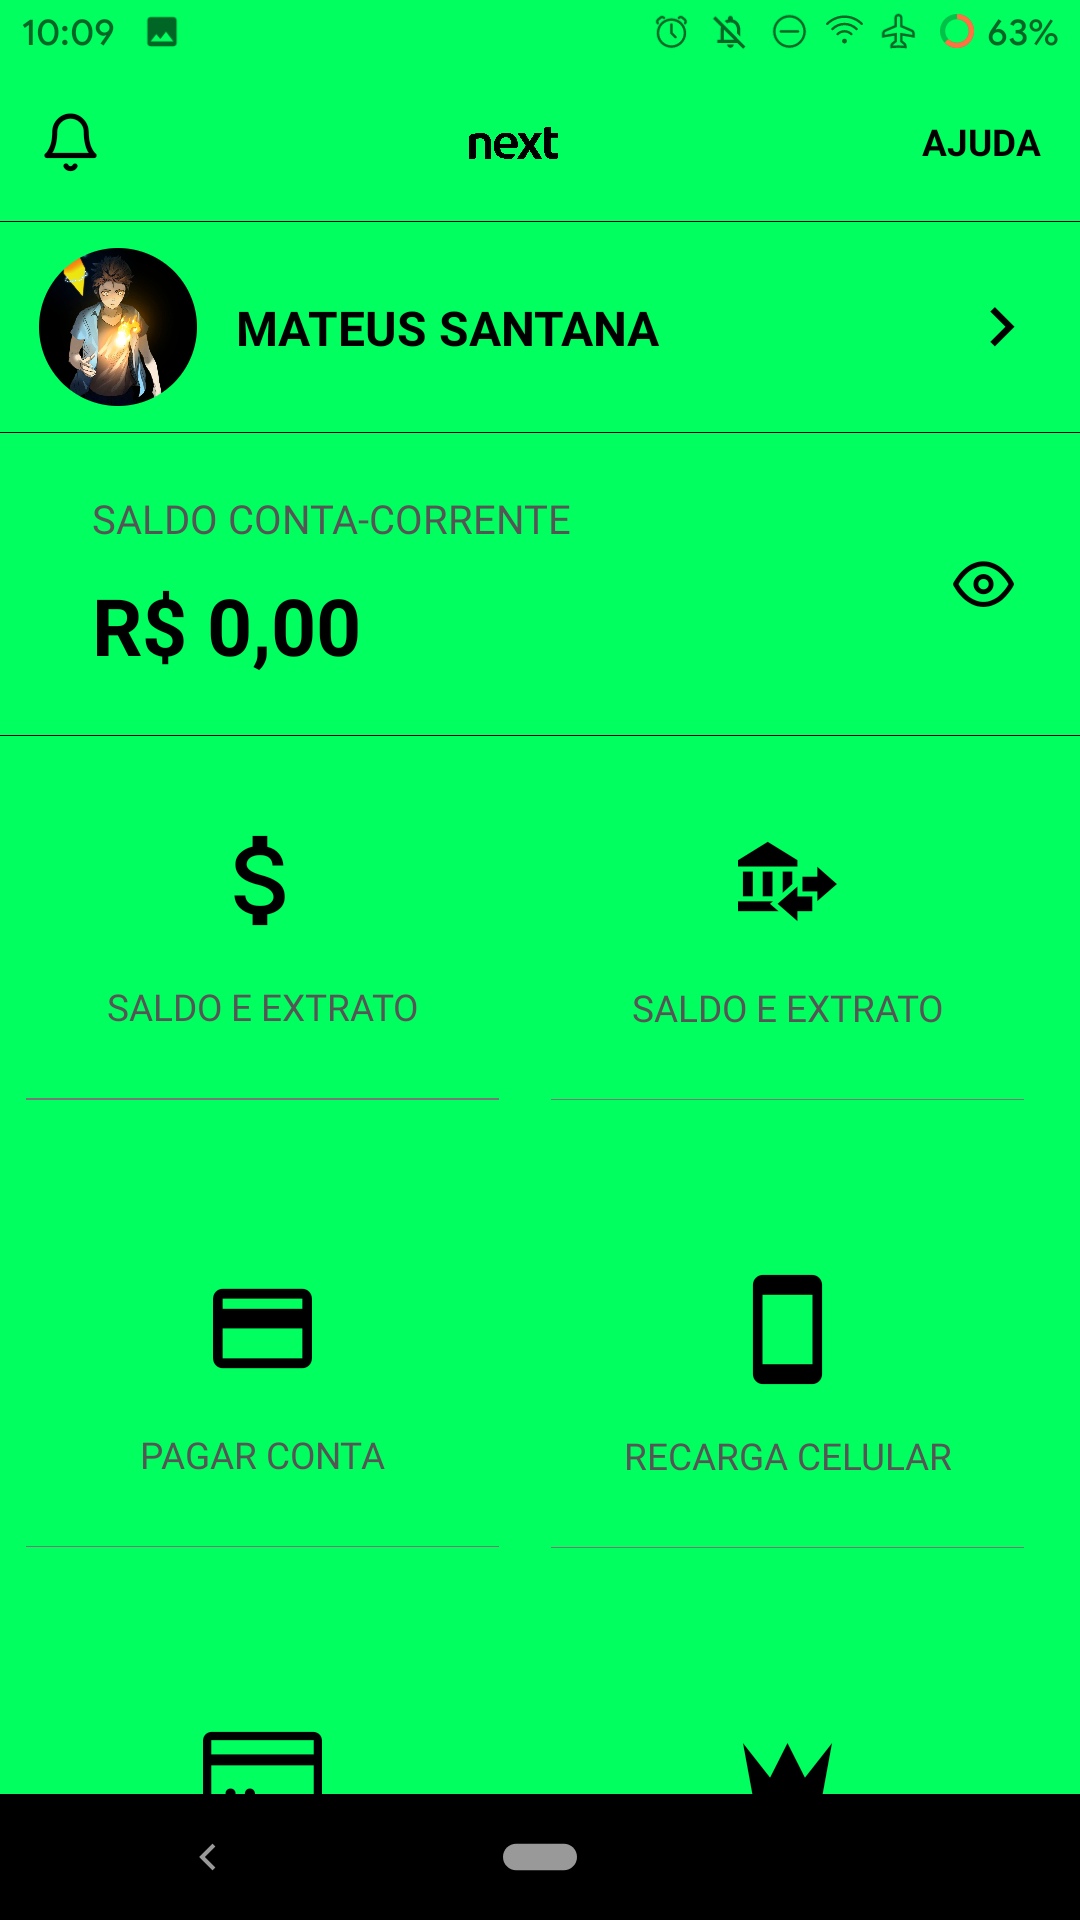 10:09
63%
next
AJUDA
MATEUS SANTANA
SALDO CONTA-CORRENTE
R$ 0,00
SALDO E EXTRATO
SALDO E EXTRATO
PAGAR CONTA
RECARGA CELULAR